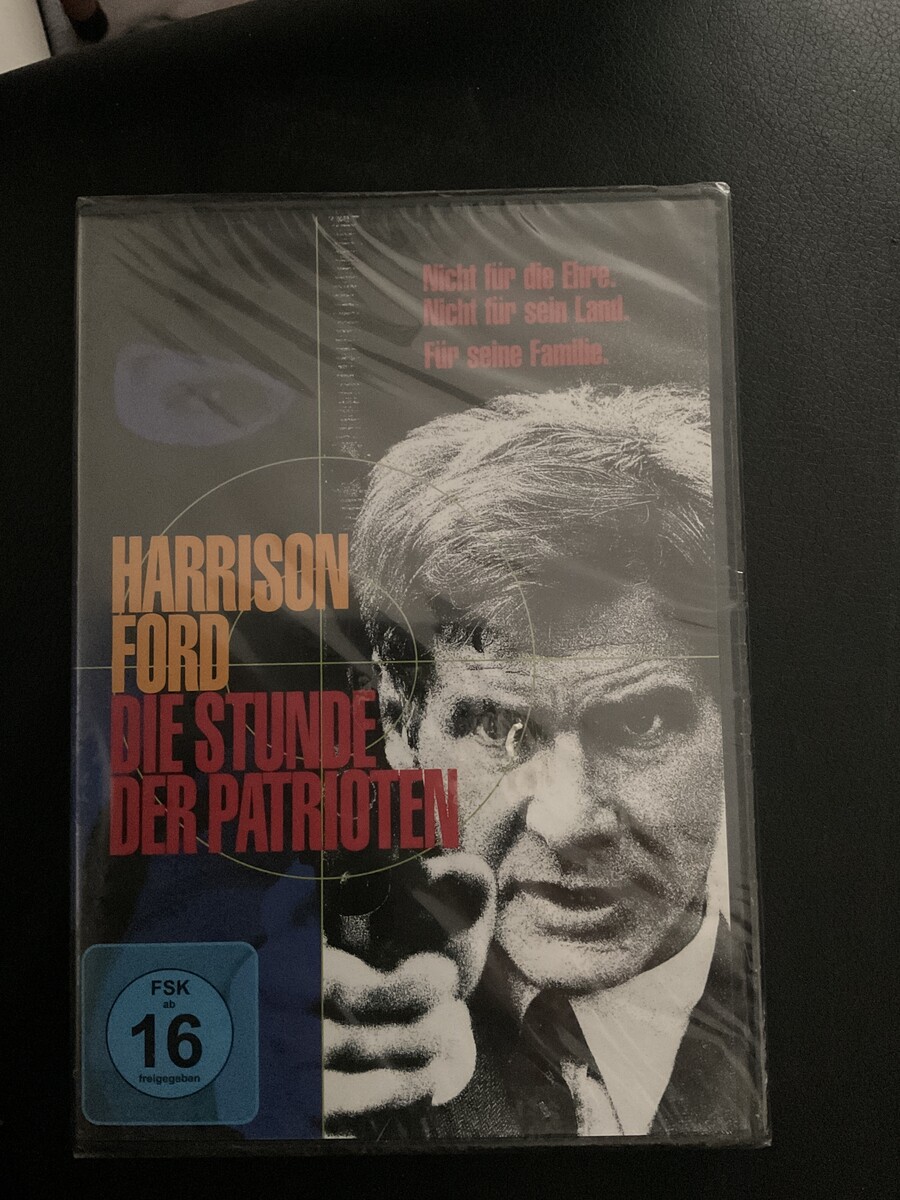 Nicht für die Ehre.
Nicht für sein Land.
Für seine Familie.
HARRISON
FORD
DIE STUNDE
DER PATRIOTEN
FSK
ab
16
freigegeben